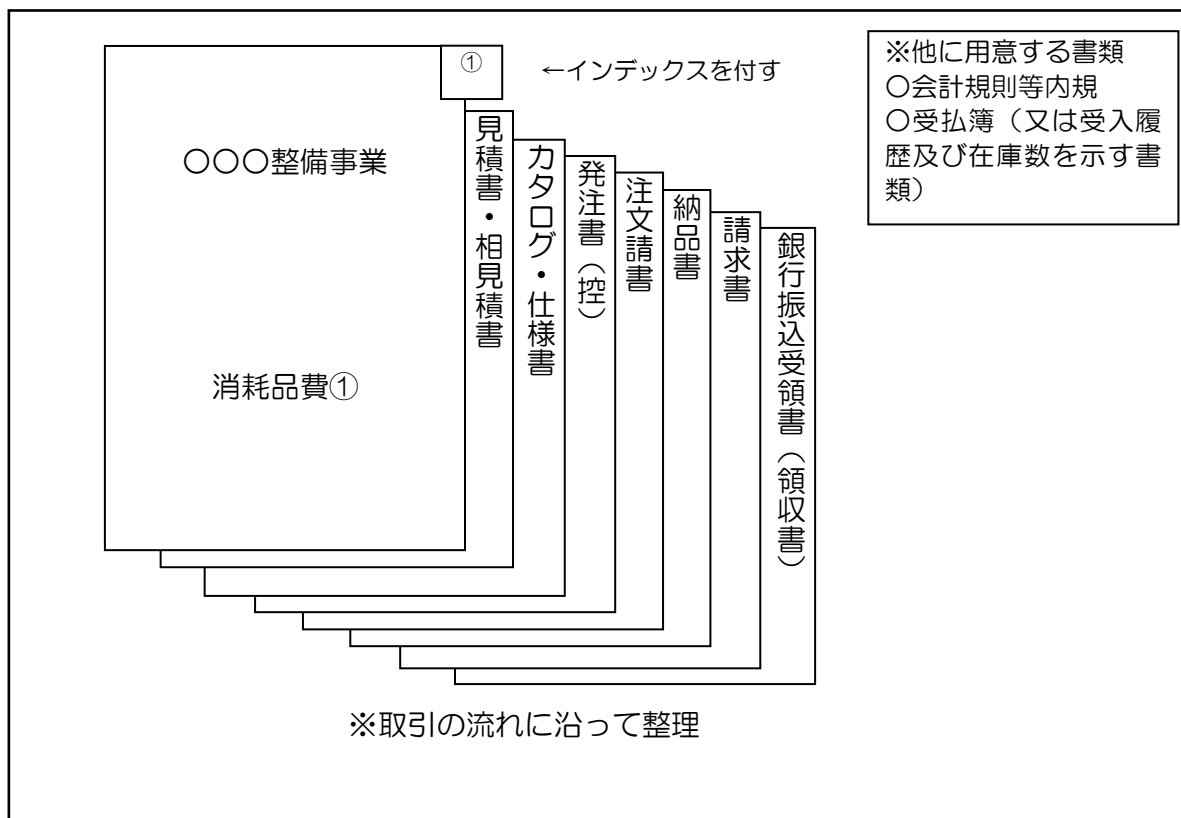 ①
←インデックスを付す
〇〇〇整備事業
消耗品費①
見積書・相見積書
カタログ・仕様書
発注書（控）
注文請書
納品書
請求書
銀行振込受領書（領収書）
※取引の流れに沿って整理
※他に用意する書類
〇会計規則等内規
〇受払簿（又は受入履
歴及び在庫数を示す書
類）